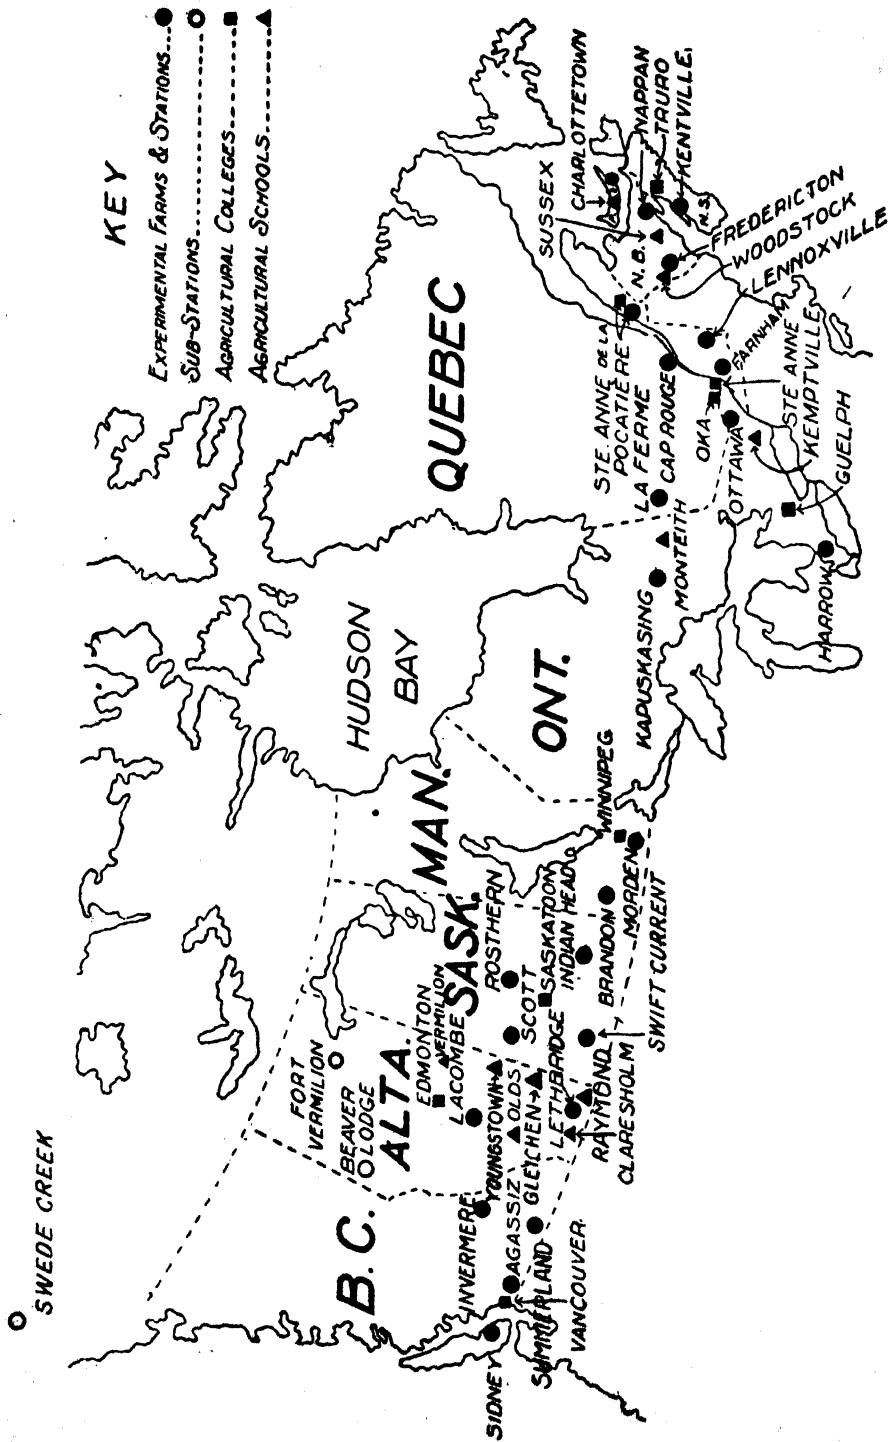 KEY
EXPERIMENTAL FARMS & STATIONS...
SUB-STATIONS
AGRICULTURAL COLLEGES
AGRICULTURAL SCHOOLS
SWEDE CREEK
HUDSON
BAY
QUEBEC
ONT.
MAN.
SASK.
ALTA.
B.C.
FORT
VERMILION
BEAVER
LODGE
EDMONTON
VERMILION
LACOMBE
YOUNGSTOWN
OLDS
GLEICHEN
LETHBRIDGE
RAYMOND
CLARESHOLM
INVERMERE
AGASSIZ
SUMMERLAND
VANCOUVER
SIDNEY
ROSTHERN
SCOTT
SASKATOON
INDIAN HEAD
SWIFT CURRENT
BRANDON
MORDEN
WINNIPEG
KAPUSKASING
MONTEITH
HARROW
GUELPH
KEMPTVILLE
OTTAWA
STE ANNE
OKA
FARNHAM
LENNOXVILLE
LA FERME
CAP ROUGE
STE. ANNE DE LA
POCATIÈRE
WOODSTOCK
FREDERICTON
N.B.
SUSSEX
CHARLOTTETOWN
NAPPAN
TRURO
KENTVILLE
N.S.